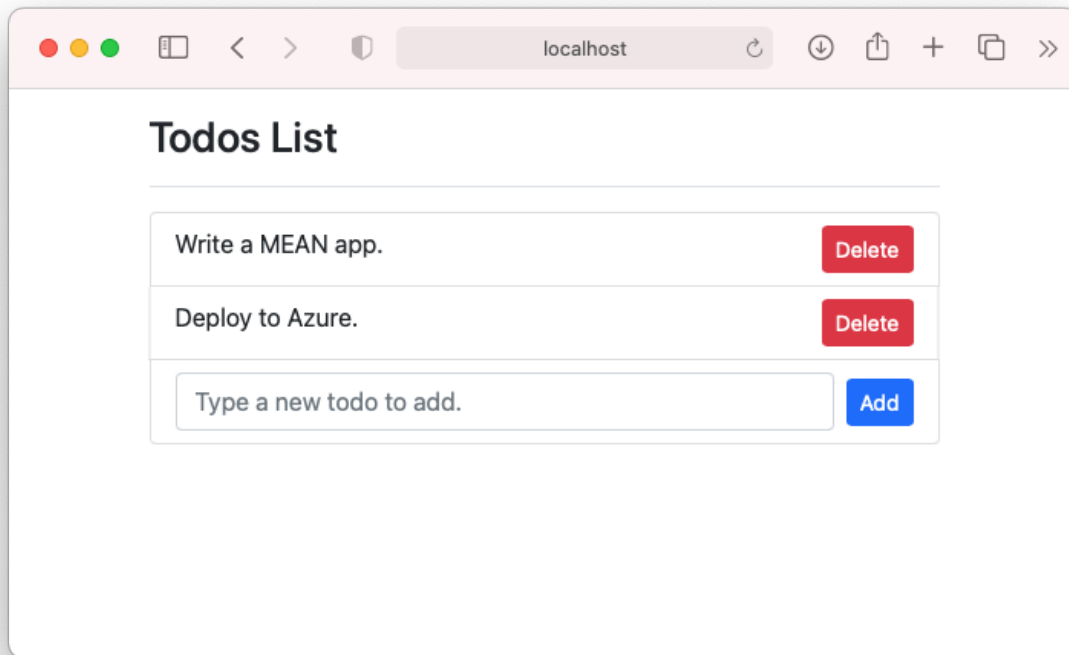 localhost
Todos List
Write a MEAN app.
Delete
Deploy to Azure.
Delete
Type a new todo to add.
Add